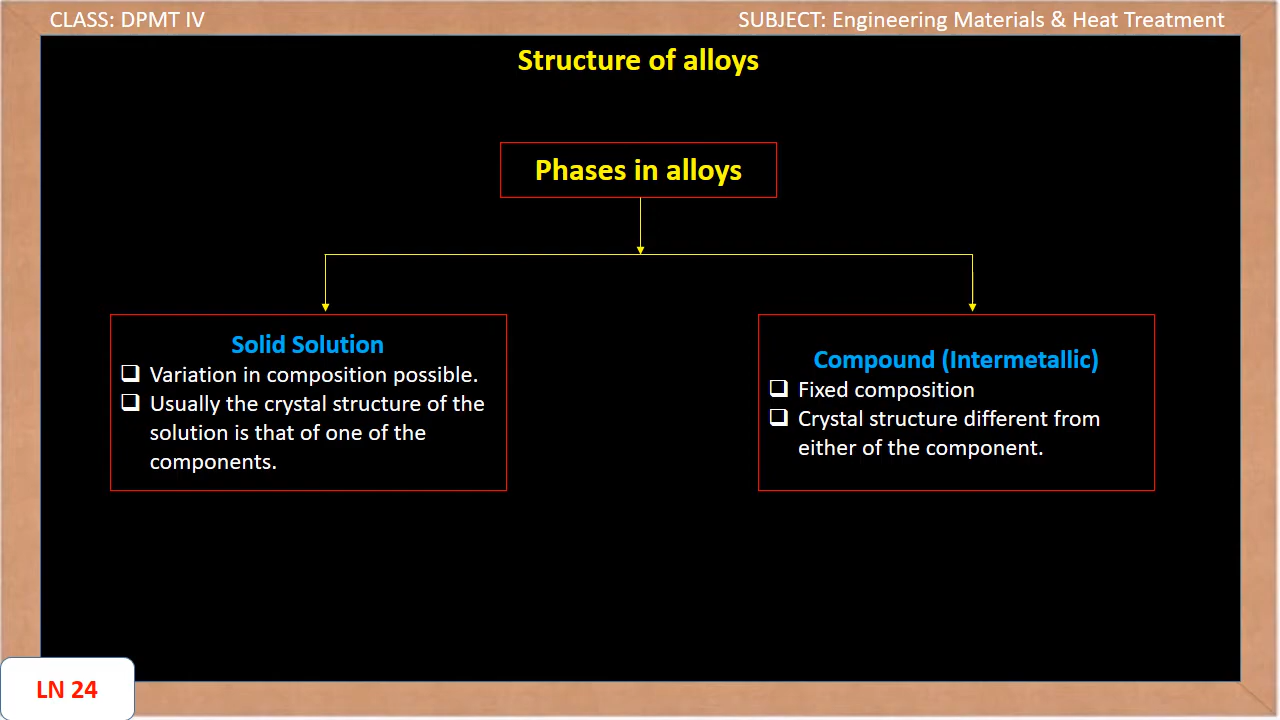 CLASS: DPMT IV
SUBJECT: Engineering Materials & Heat Treatment
Structure of alloys
Phases in alloys
Solid Solution
❑ Variation in composition possible.
❑ Usually the crystal structure of the
solution is that of one of the
components.
Compound (Intermetallic)
❑ Fixed composition
❑ Crystal structure different from
either of the component.
LN 24